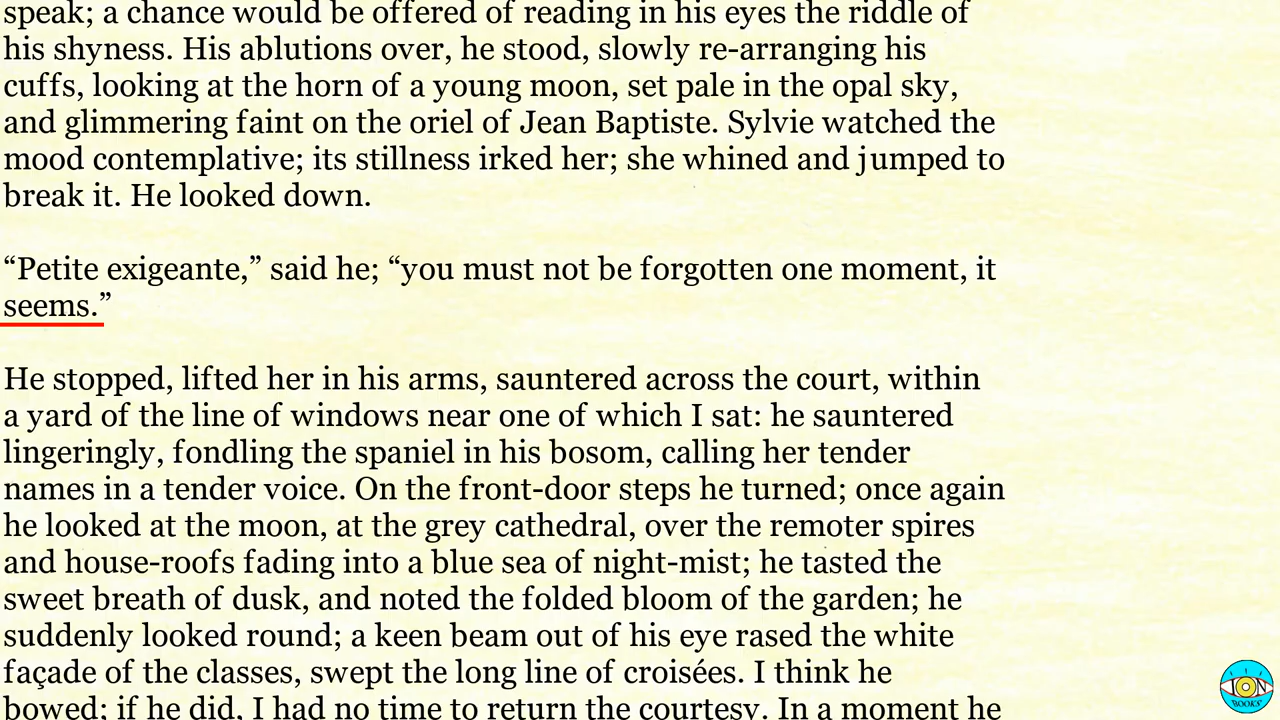 speak; a chance would be offered of reading in his eyes the riddle of
his shyness. His ablutions over, he stood, slowly re-arranging his
cuffs, looking at the horn of a young moon, set pale in the opal sky,
and glimmering faint on the oriel of Jean Baptiste. Sylvie watched the
mood contemplative; its stillness irked her; she whined and jumped to
break it. He looked down.
“Petite exigeante,” said he; “you must not be forgotten one moment, it
seems.”
He stopped, lifted her in his arms, sauntered across the court, within
a yard of the line of windows near one of which I sat: he sauntered
lingeringly, fondling the spaniel in his bosom, calling her tender
names in a tender voice. On the front-door steps he turned; once again
he looked at the moon, at the grey cathedral, over the remoter spires
and house-roofs fading into a blue sea of night-mist; he tasted the
sweet breath of dusk, and noted the folded bloom of the garden; he
suddenly looked round; a keen beam out of his eye rased the white
façade of the classes, swept the long line of croisées. I think he
bowed; if he did, I had no time to return the courtesy. In a moment he
ION
BOOKS